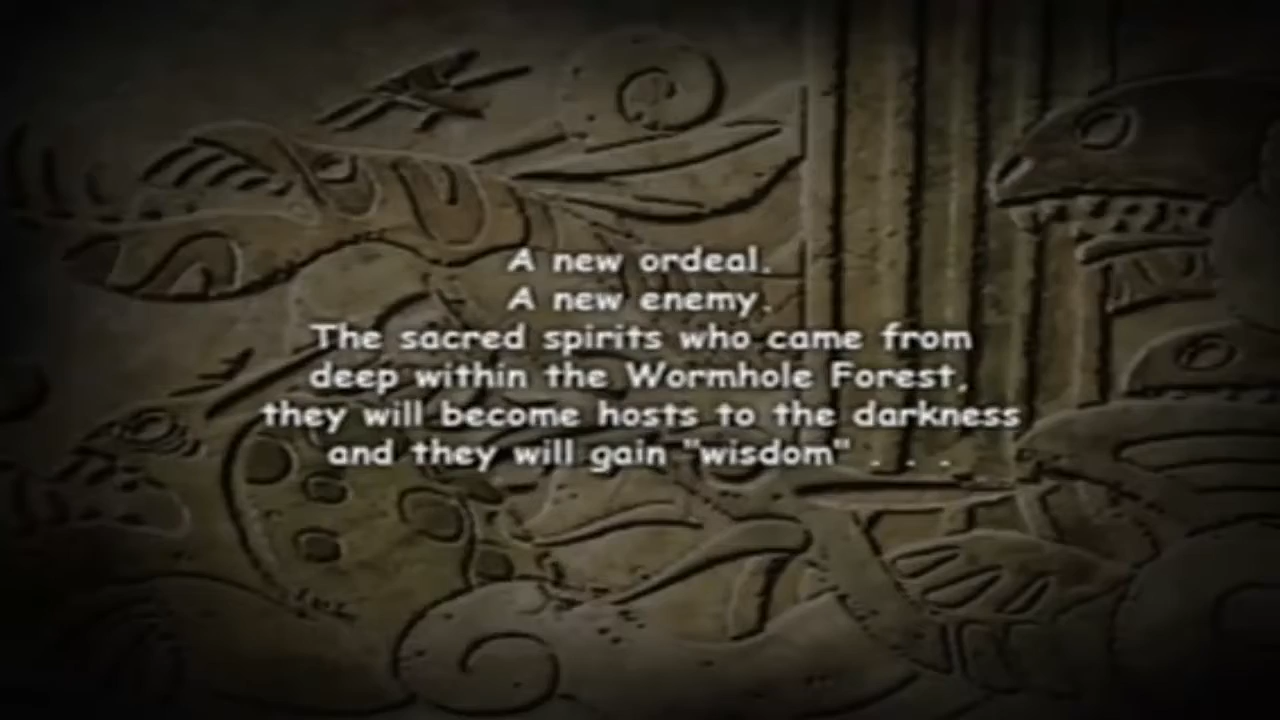 A new ordeal.
A new enemy.
The sacred spirits who came from
deep within the Wormhole Forest,
they will become hosts to the darkness
and they will gain "wisdom" . . .